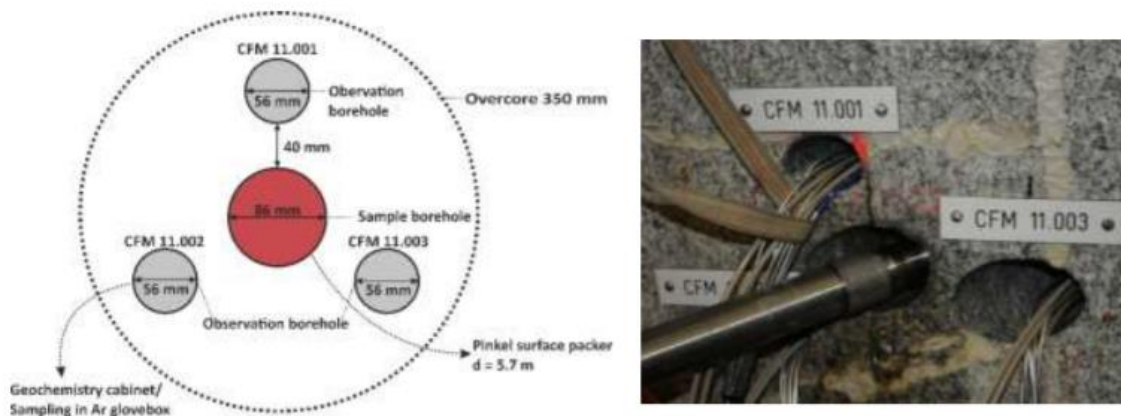 CFM 11.001
56 mm
Obervation
borehole
Overcore 350 mm
40 mm
86 mm
Sample borehole
CFM 11.002
CFM 11.003
56 mm
56 mm
Observation borehole
Pinkel surface packer
d = 5.7 m
Geochemistry cabinet/
Sampling in Ar glovebox
CFM 11.001
CFM 11.003